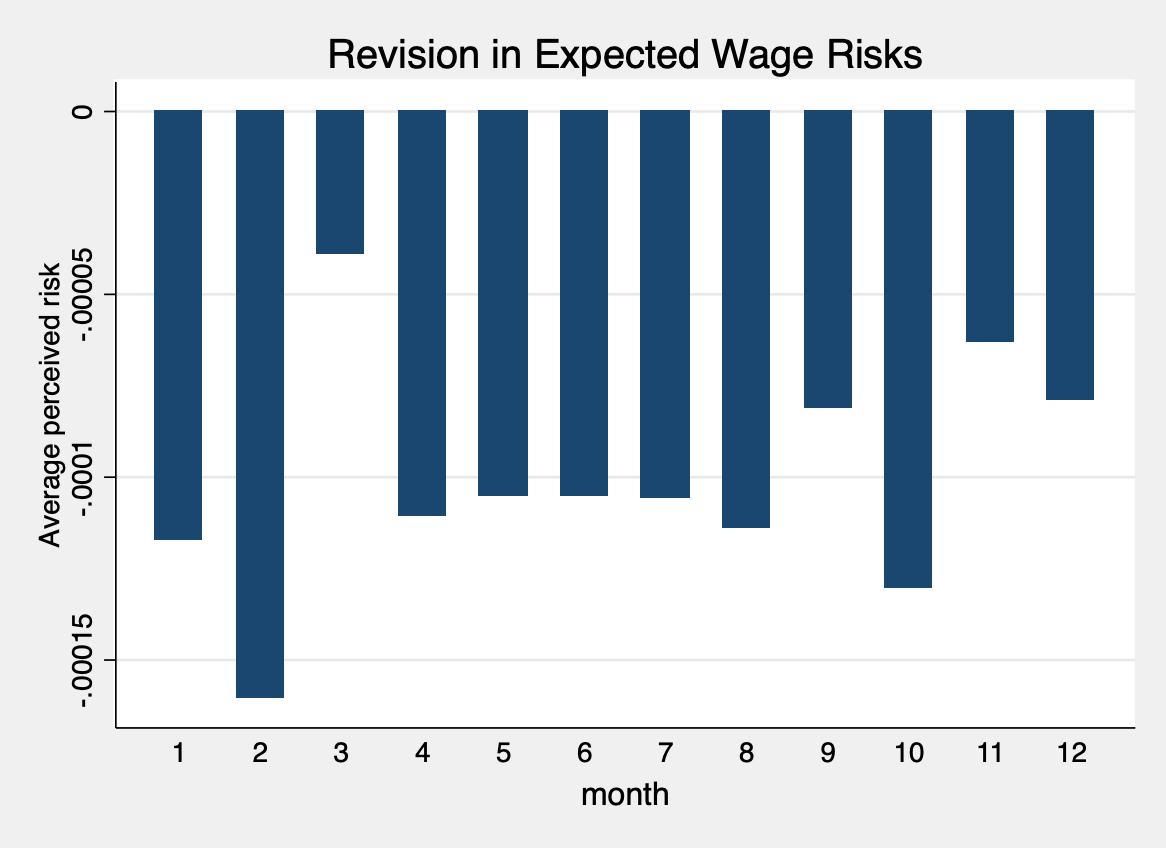 Revision in Expected Wage Risks
Average perceived risk
0
-.00005
-.0001
-.00015
1 2 3 4 5 6 7 8 9 10 11 12
month